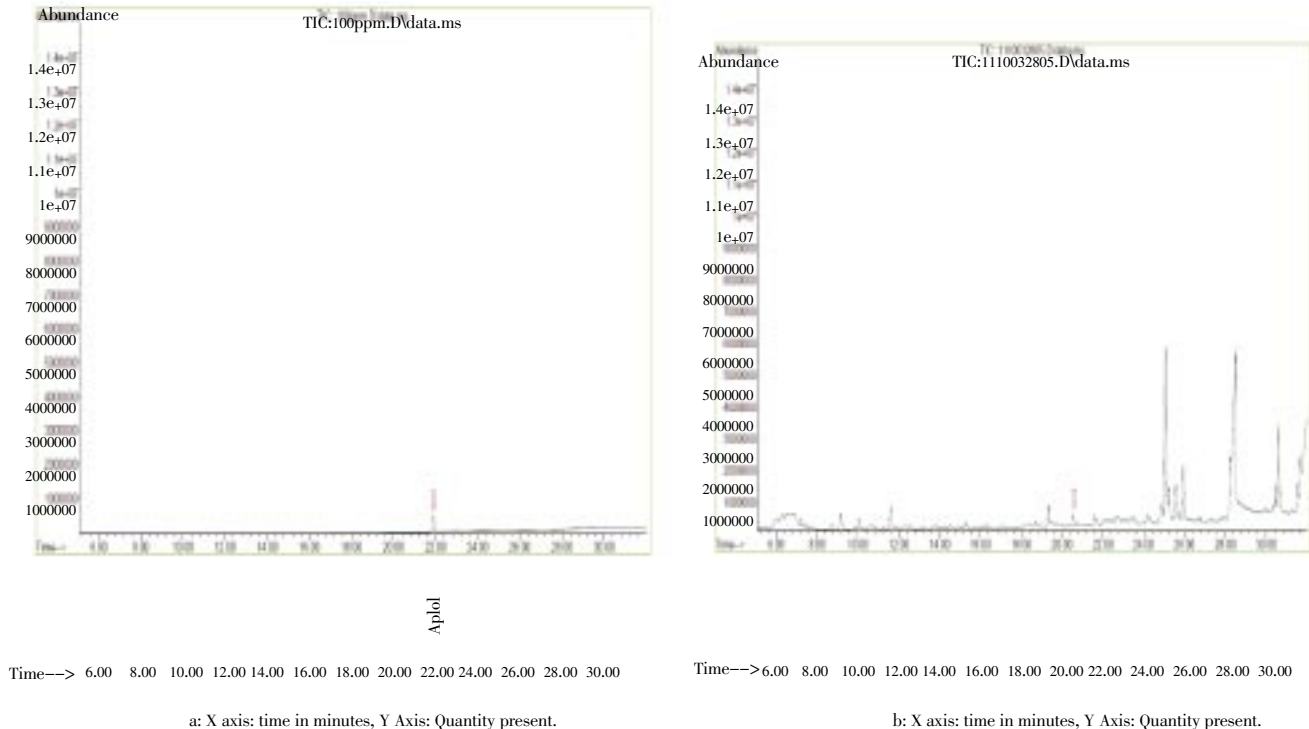 Abundance
TIC:100ppm.D\data.ms
1.4e+07
1.3e+07
1.2e+07
1.1e+07
1e+07
9000000
8000000
7000000
6000000
5000000
4000000
3000000
2000000
1000000
Aplol
Time-->  6.00 8.00 10.00 12.00 14.00 16.00 18.00 20.00 22.00 24.00 26.00 28.00 30.00
a: X axis: time in minutes, Y Axis: Quantity present.
Abundance
TIC:1110032805.D\data.ms
1.4e+07
1.3e+07
1.2e+07
1.1e+07
1e+07
9000000
8000000
7000000
6000000
5000000
4000000
3000000
2000000
1000000
Time-->6.00 8.00 10.00 12.00 14.00 16.00 18.00 20.00 22.00 24.00 26.00 28.00 30.00
b: X axis: time in minutes, Y Axis: Quantity present.